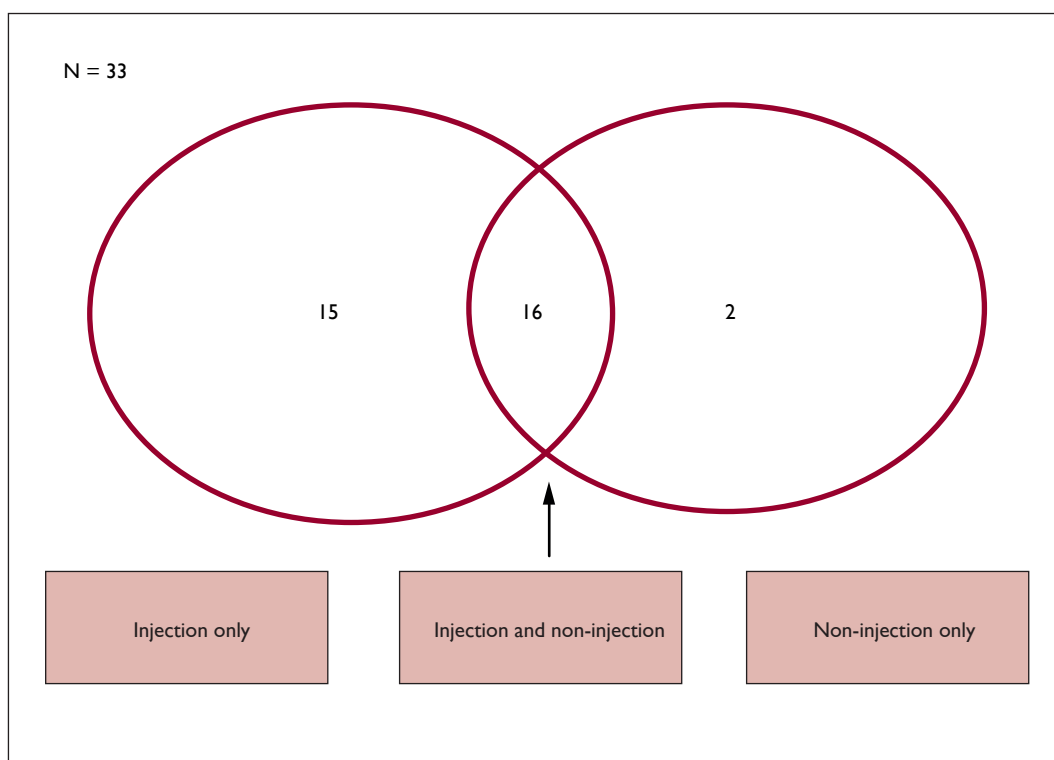 N = 33
15
16
2
Injection only
Injection and non-injection
Non-injection only